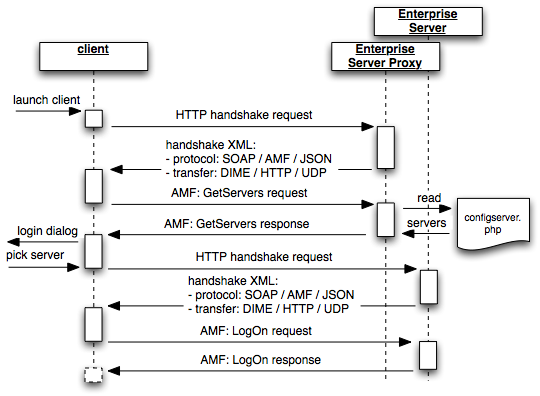 Enterprise
Server
client
Enterprise
Server Proxy
launch client
HTTP handshake request
handshake XML:
- protocol: SOAP / AMF / JSON
- transfer: DIME / HTTP / UDP
AMF: GetServers request
read
configserver.
php
AMF: GetServers response
servers
login dialog
pick server
HTTP handshake request
handshake XML:
- protocol: SOAP / AMF / JSON
- transfer: DIME / HTTP / UDP
AMF: LogOn request
AMF: LogOn response